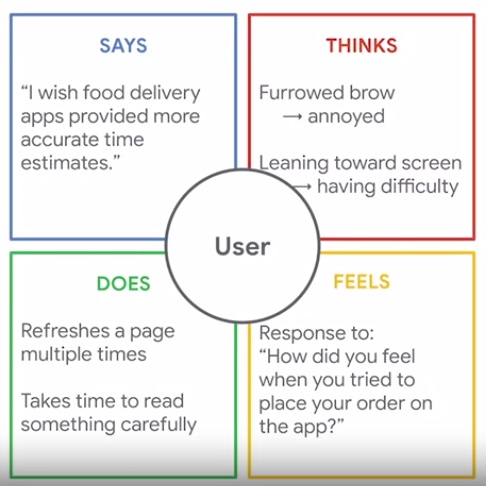 SAYS
“I wish food delivery
apps provided more
accurate time
estimates.”
THINKS
Furrowed brow
→ annoyed
Leaning toward screen
→ having difficulty
User
DOES
Refreshes a page
multiple times
Takes time to read
something carefully
FEELS
Response to:
“How did you feel
when you tried to
place your order on
the app?”